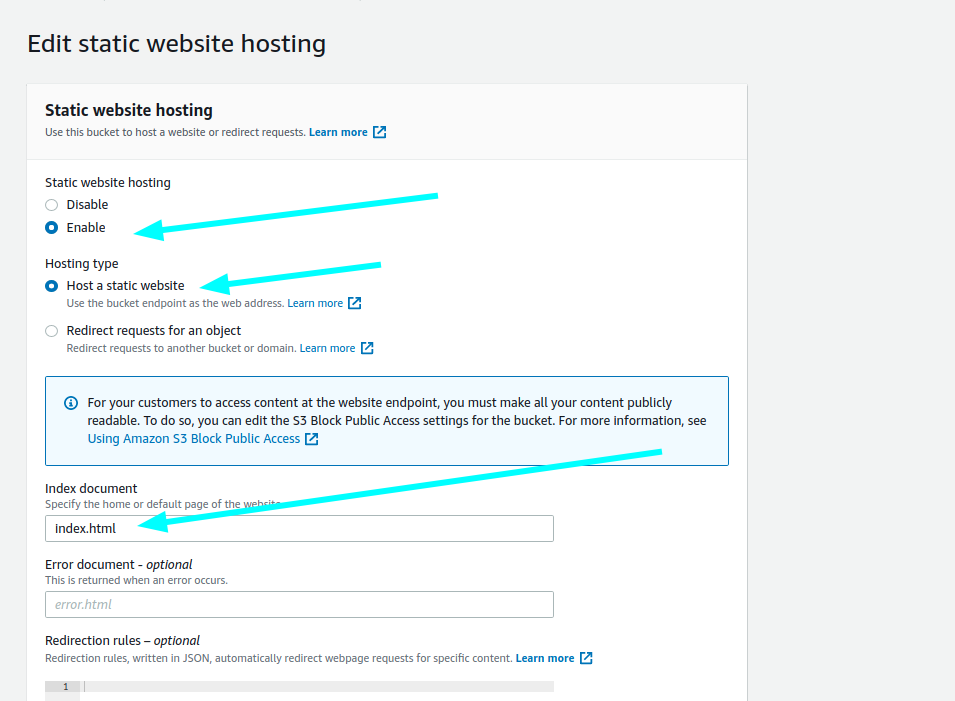 Edit static website hosting
Static website hosting
Use this bucket to host a website or redirect requests. Learn more
Static website hosting
Disable
Enable
Hosting type
Host a static website
Use the bucket endpoint as the web address. Learn more
Redirect requests for an object
Redirect requests to another bucket or domain. Learn more
For your customers to access content at the website endpoint, you must make all your content publicly
readable. To do so, you can edit the S3 Block Public Access settings for the bucket. For more information, see
Using Amazon S3 Block Public Access
Index document
Specify the home or default page of the website.
index.html
Error document - optional
This is returned when an error occurs.
error.html
Redirection rules – optional
Redirection rules, written in JSON, automatically redirect webpage requests for specific content. Learn more
1